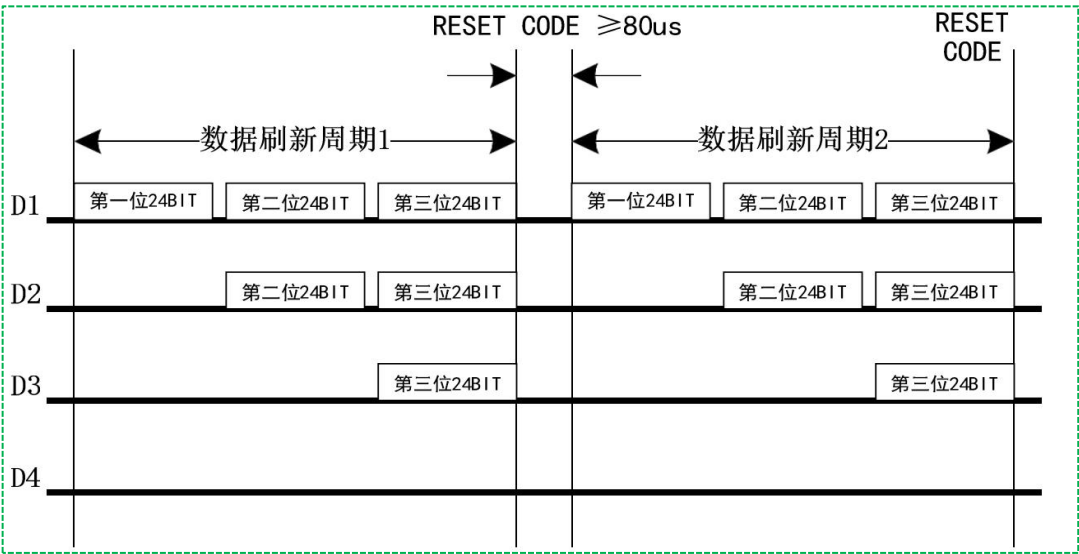 RESET CODE ≥80us
RESET
CODE
数据刷新周期1
数据刷新周期2
D1
第一位24BIT
第二位24BIT
第三位24BIT
第一位24BIT
第二位24BIT
第三位24BIT
D2
第二位24BIT
第三位24BIT
第二位24BIT
第三位24BIT
D3
第三位24BIT
第三位24BIT
D4